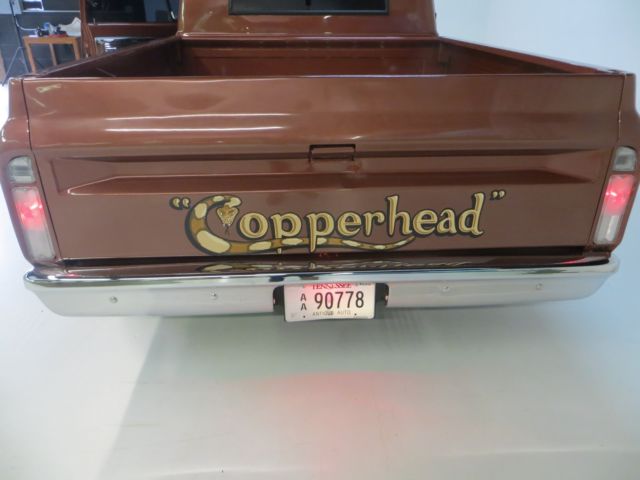 "Copperhead"
TENNESSEE
AA 90778
ANTIQUE AUTO